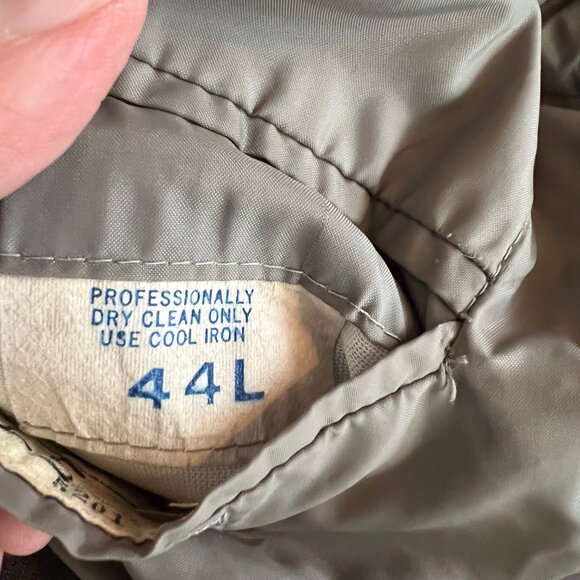 PROFESSIONALLY
DRY CLEAN ONLY
USE COOL IRON
44L